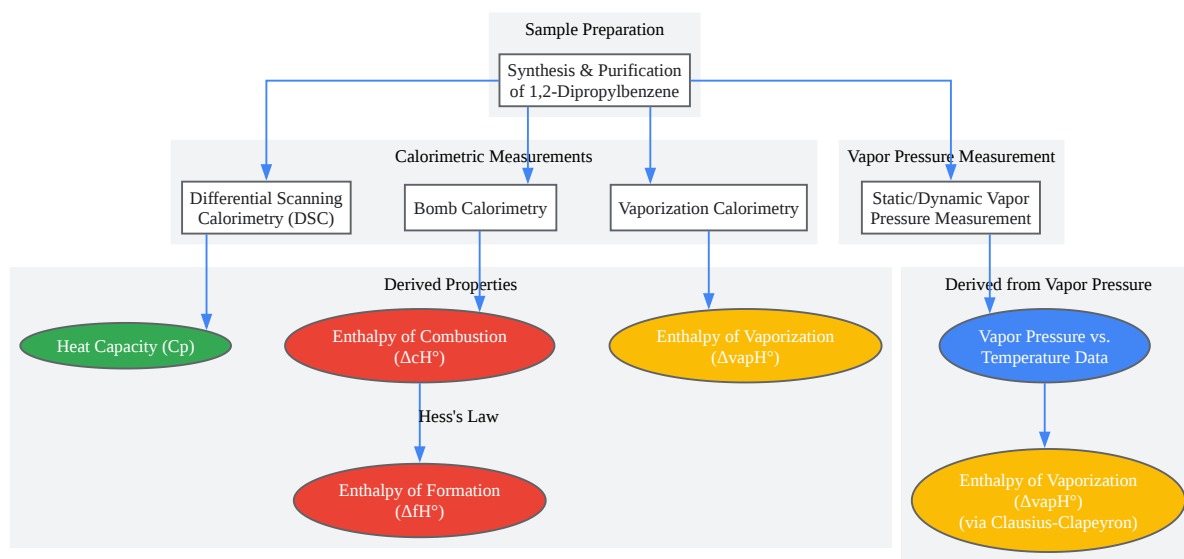 Sample Preparation
Synthesis & Purification
of 1,2-Dipropylbenzene
Calorimetric Measurements
Vapor Pressure Measurement
Differential Scanning
Calorimetry (DSC)
Bomb Calorimetry
Vaporization Calorimetry
Static/Dynamic Vapor
Pressure Measurement
Derived Properties
Derived from Vapor Pressure
Heat Capacity (Cp)
Enthalpy of Combustion
(ΔcH°)
Enthalpy of Vaporization
(ΔvapH°)
Vapor Pressure vs.
Temperature Data
Hess's Law
Enthalpy of Formation
(ΔfH°)
Enthalpy of Vaporization
(ΔvapH°)
(via Clausius-Clapeyron)